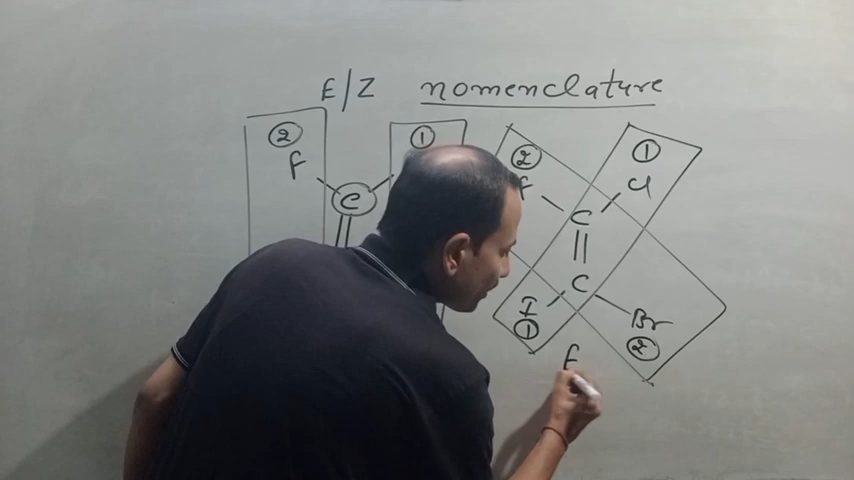 E/Z nomenclature
② ① ② ①
F F Cl
C C
C
I Br
① ②
E